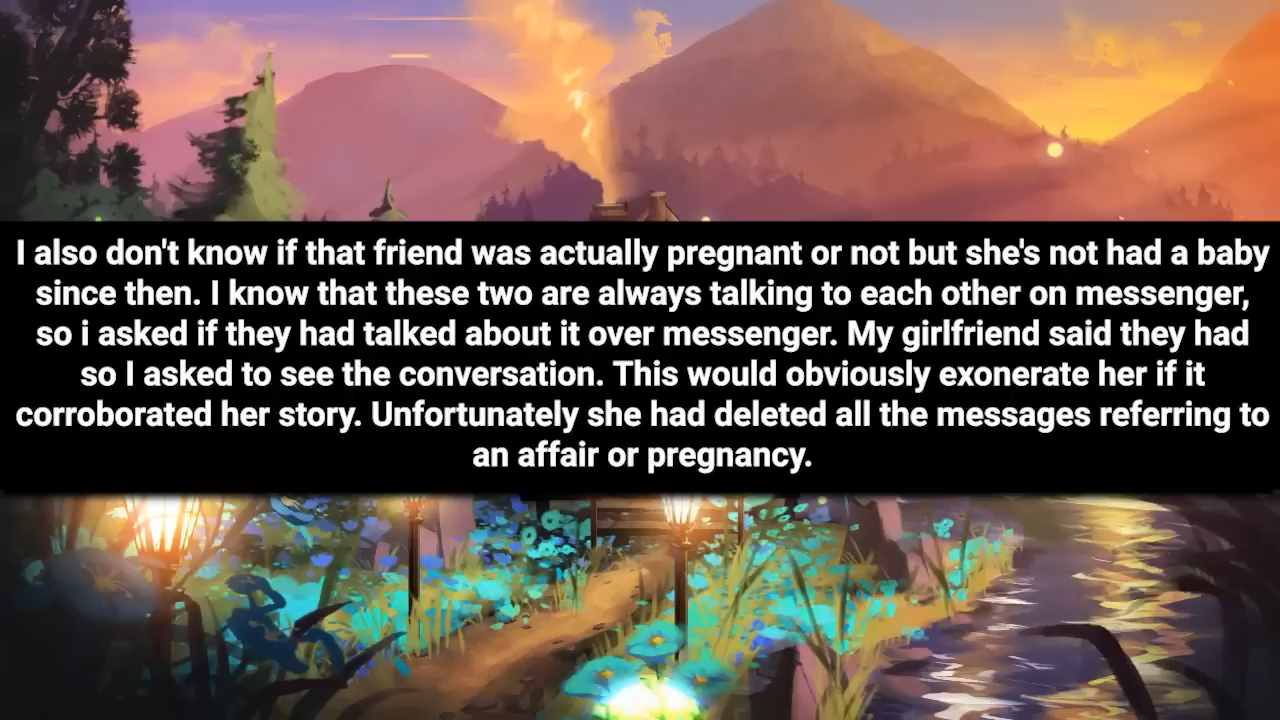 I also don't know if that friend was actually pregnant or not but she's not had a baby
since then. I know that these two are always talking to each other on messenger,
so i asked if they had talked about it over messenger. My girlfriend said they had
so I asked to see the conversation. This would obviously exonerate her if it
corroborated her story. Unfortunately she had deleted all the messages referring to
an affair or pregnancy.